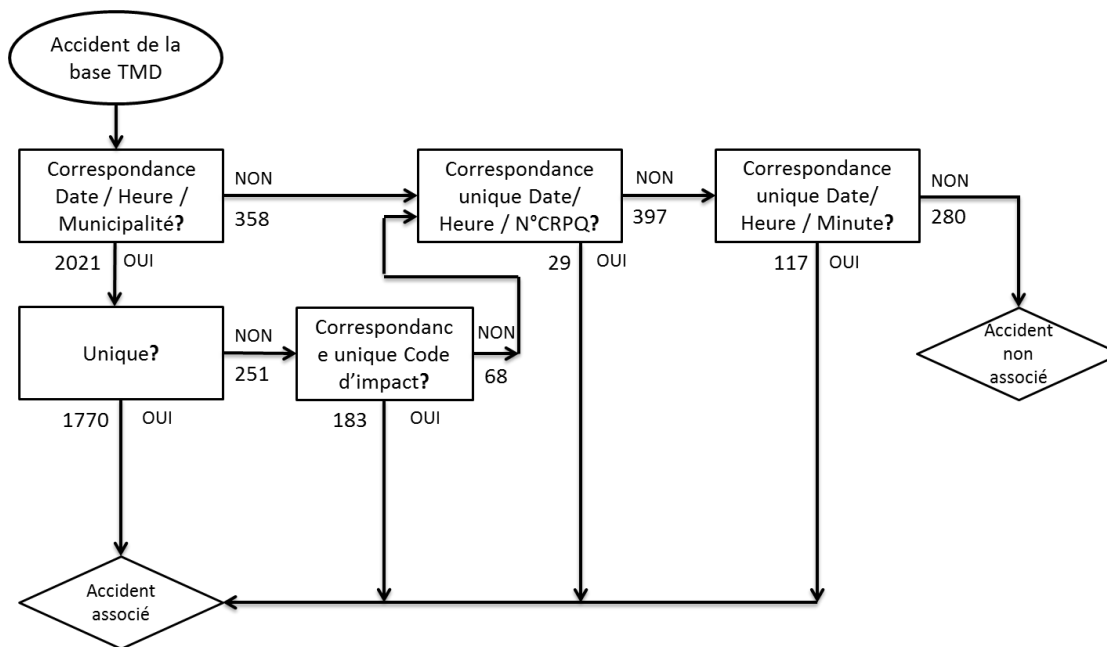 Accident de la
base TMD
Correspondance
Date / Heure /
Municipalité?
NON
358
2021 OUI
Correspondance
unique Date/
Heure / N°CRPQ?
NON
397
29 OUI
Correspondance
unique Date/
Heure / Minute?
NON
280
117 OUI
Unique?
NON
251
1770 OUI
Correspondanc
e unique Code
d'impact?
NON
68
183 OUI
Accident
non
associé
Accident
associé